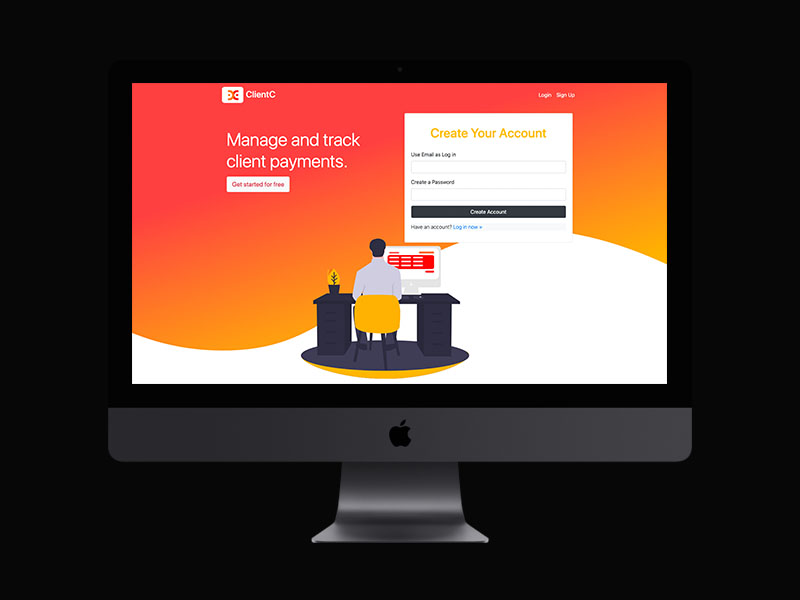 ClientC
Login Sign Up
Manage and track
client payments.
Get started for free
Create Your Account
Use Email as Log in
Create a Password
Create Account
Have an account? Log in now »